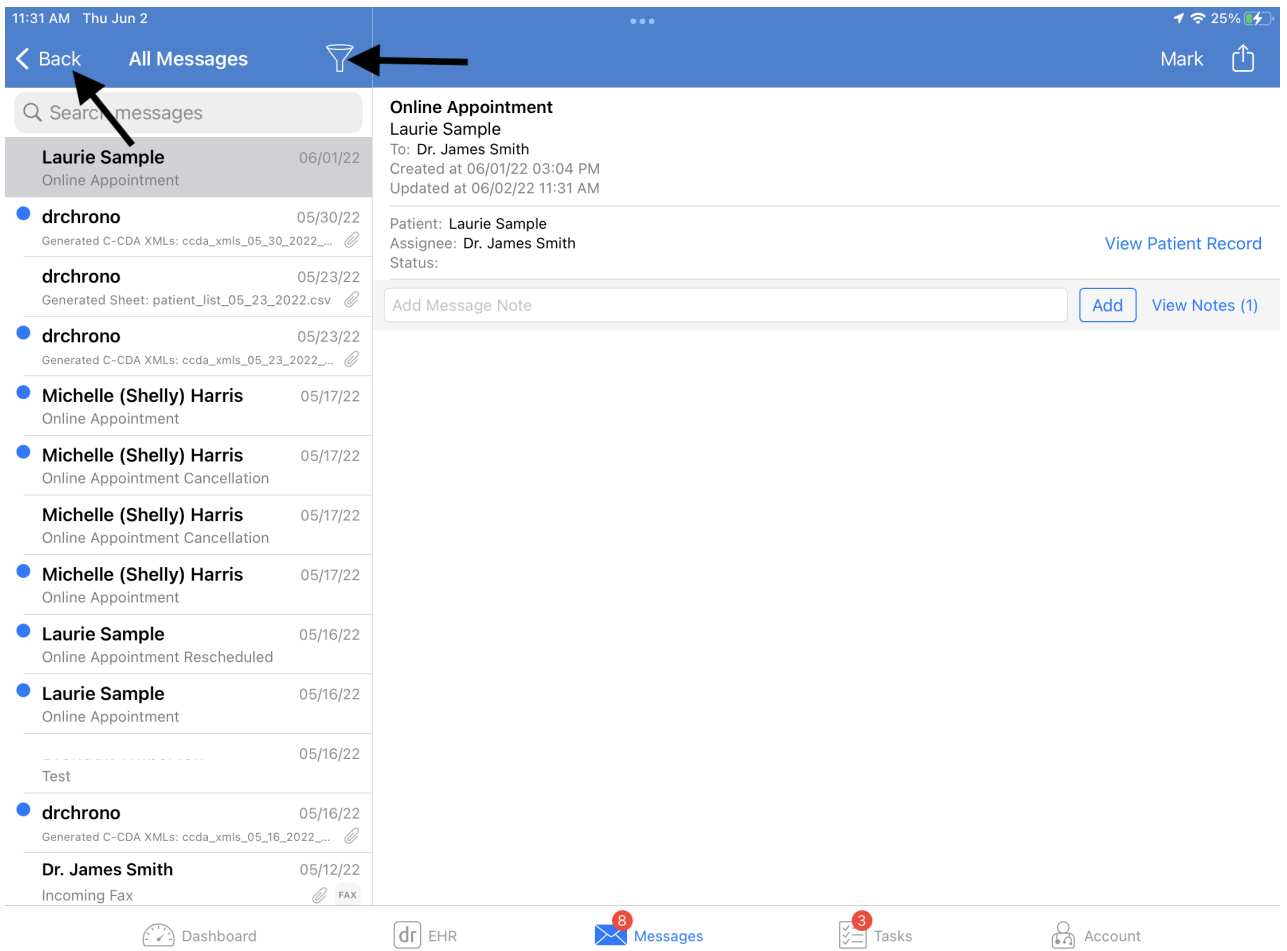 11:31 AM Thu Jun 2
25%
Back
All Messages
Mark
Search messages
Laurie Sample 06/01/22
Online Appointment
drchrono 05/30/22
Generated C-CDA XMLs: ccda_xmls_05_30_2022_...
drchrono 05/23/22
Generated Sheet: patient_list_05_23_2022.csv
drchrono 05/23/22
Generated C-CDA XMLs: ccda_xmls_05_23_2022_...
Michelle (Shelly) Harris 05/17/22
Online Appointment
Michelle (Shelly) Harris 05/17/22
Online Appointment Cancellation
Michelle (Shelly) Harris 05/17/22
Online Appointment Cancellation
Michelle (Shelly) Harris 05/17/22
Online Appointment
Laurie Sample 05/16/22
Online Appointment Rescheduled
Laurie Sample 05/16/22
Online Appointment
05/16/22
Test
drchrono 05/16/22
Generated C-CDA XMLs: ccda_xmls_05_16_2022_...
Dr. James Smith 05/12/22
Incoming Fax FAX
Online Appointment
Laurie Sample
To: Dr. James Smith
Created at 06/01/22 03:04 PM
Updated at 06/02/22 11:31 AM
Patient: Laurie Sample
Assignee: Dr. James Smith
Status:
View Patient Record
Add Message Note
Add
View Notes (1)
Dashboard
dr EHR
8 Messages
3 Tasks
Account